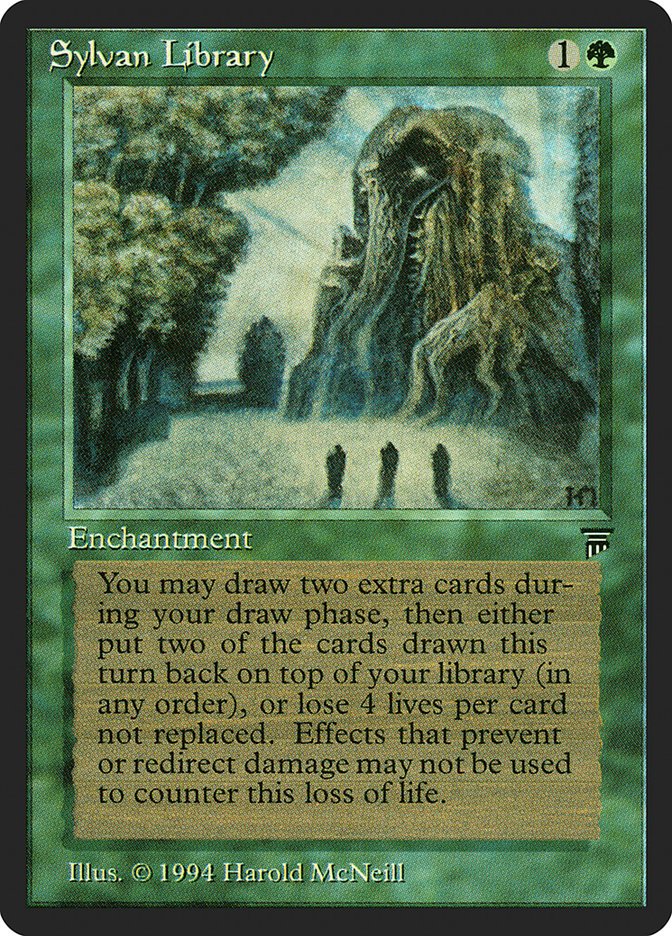 Sylvan Library 1
HM
Enchantment
You may draw two extra cards dur-
ing your draw phase, then either
put two of the cards drawn this
turn back on top of your library (in
any order), or lose 4 lives per card
not replaced. Effects that prevent
or redirect damage may not be used
to counter this loss of life.
Illus. © 1994 Harold McNeill